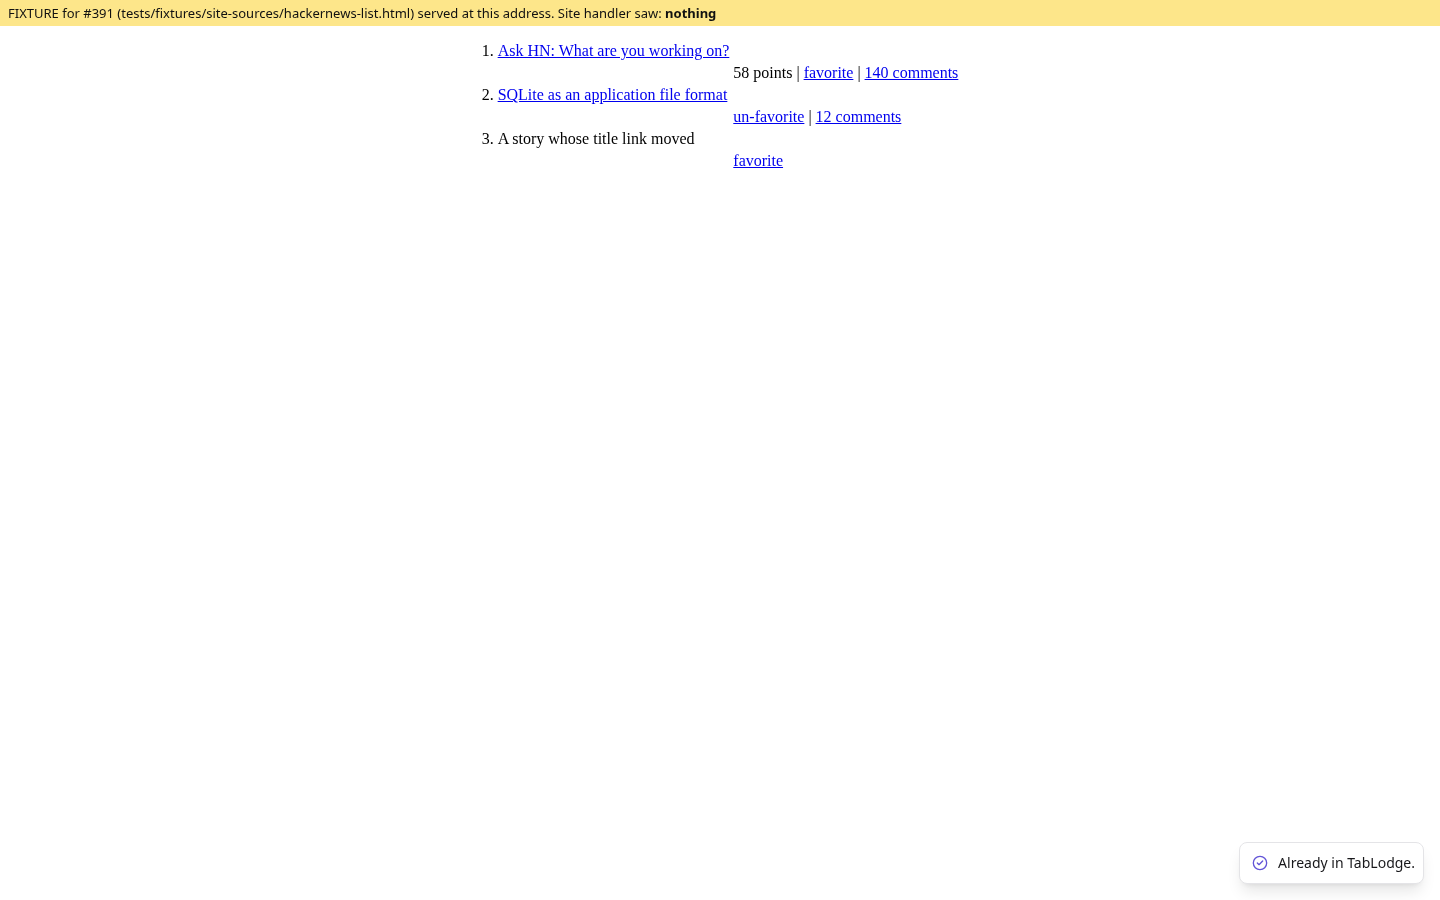 FIXTURE for #391 (tests/fixtures/site-sources/hackernews-list.html) served at this address. Site handler saw: nothing
1. Ask HN: What are you working on?
58 points | favorite | 140 comments
2. SQLite as an application file format
un-favorite | 12 comments
3. A story whose title link moved
favorite
Already in TabLodge.